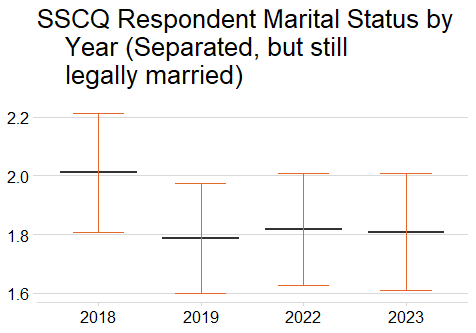 SSCQ Respondent Marital Status by
Year (Separated, but still
legally married)
2.2
2.0
1.8
1.6
2018 2019 2022 2023